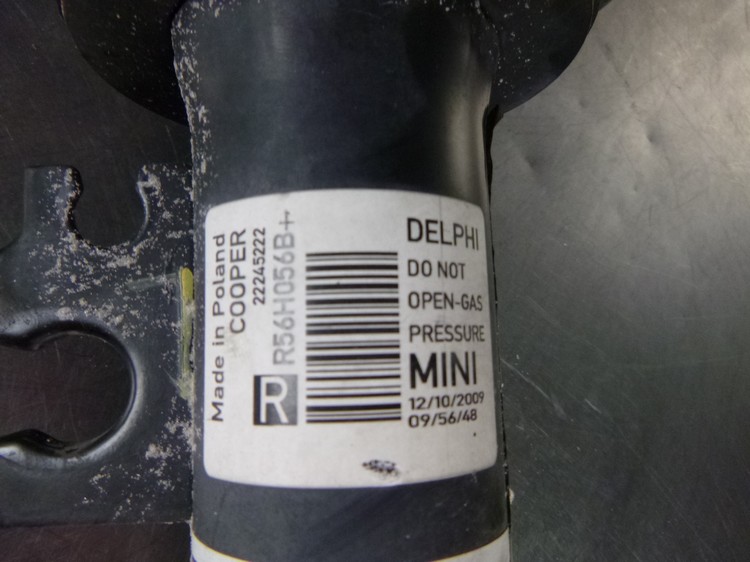 Made in Poland
COOPER
22245222
R56H056B+
R
DELPHI
DO NOT
OPEN-GAS
PRESSURE
MINI
12/10/2009
09/56/48